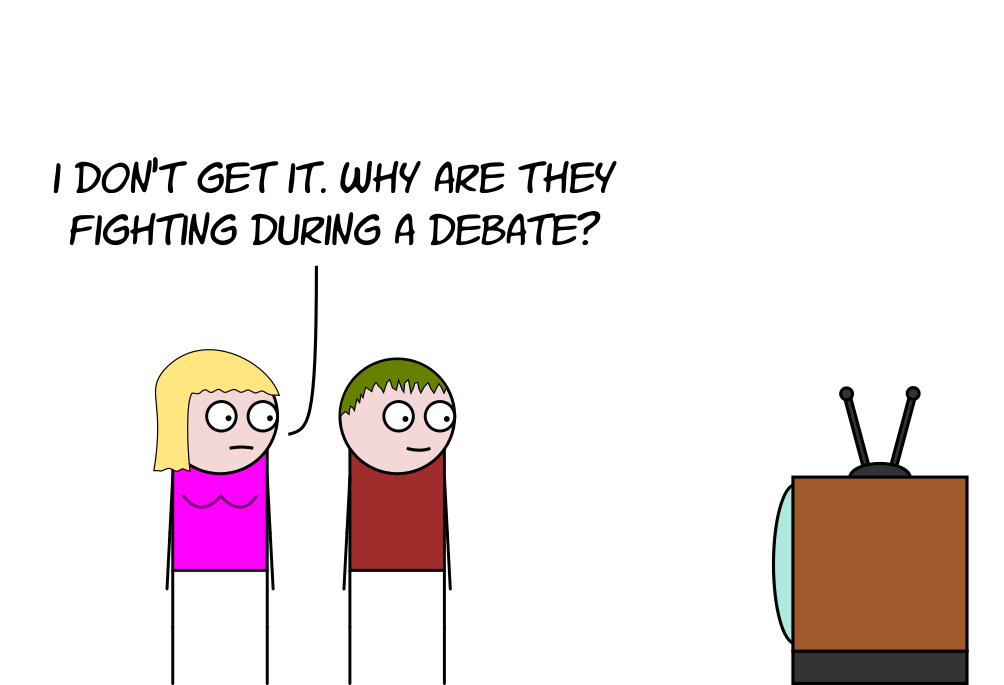 I DON'T GET IT. WHY ARE THEY
FIGHTING DURING A DEBATE?